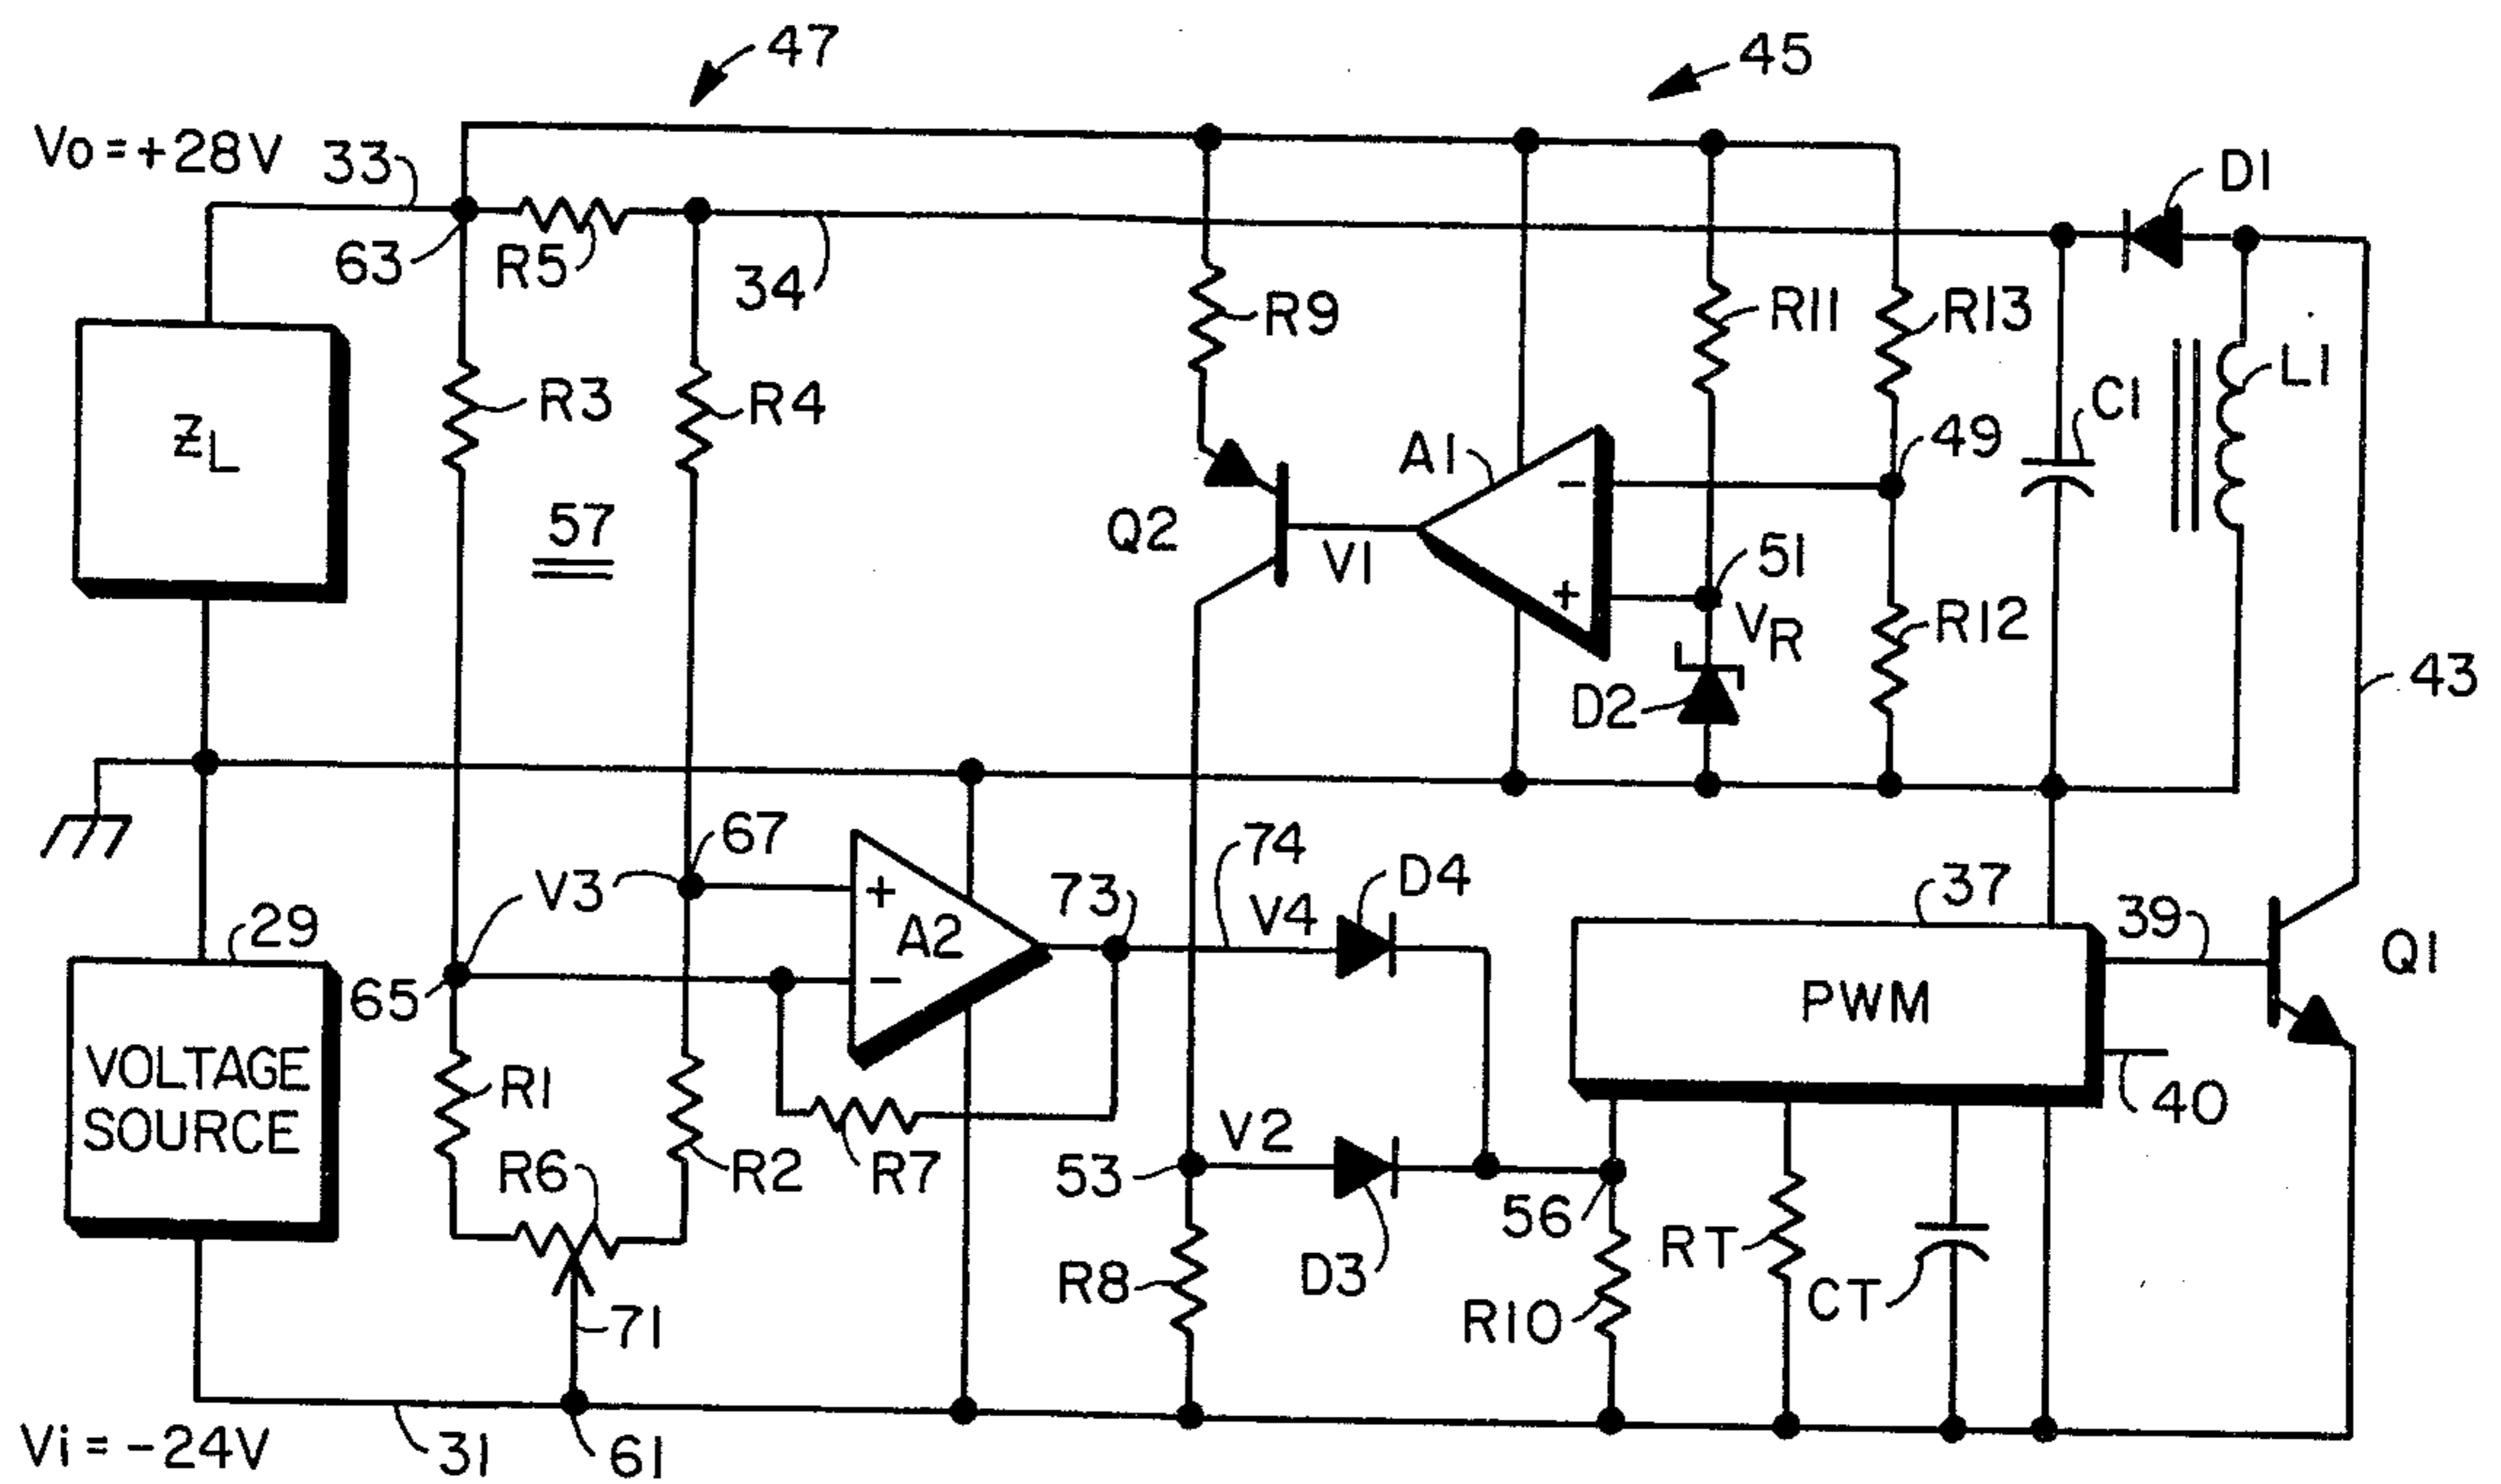 47
45
Vo=+28V
33
D1
63
R5
34
R9
R11
R13
L1
R3
R4
C1
ZL
A1
-
49
57
Q2
V1
51
+
VR
R12
D2
43
67
74
V3
+
73
D4
37
39
29
A2
V4
Q1
65
-
PWM
VOLTAGE
SOURCE
R1
40
R6
R2
R7
53
V2
56
RT
R8
D3
CT
R10
71
Vi=-24V
31
61